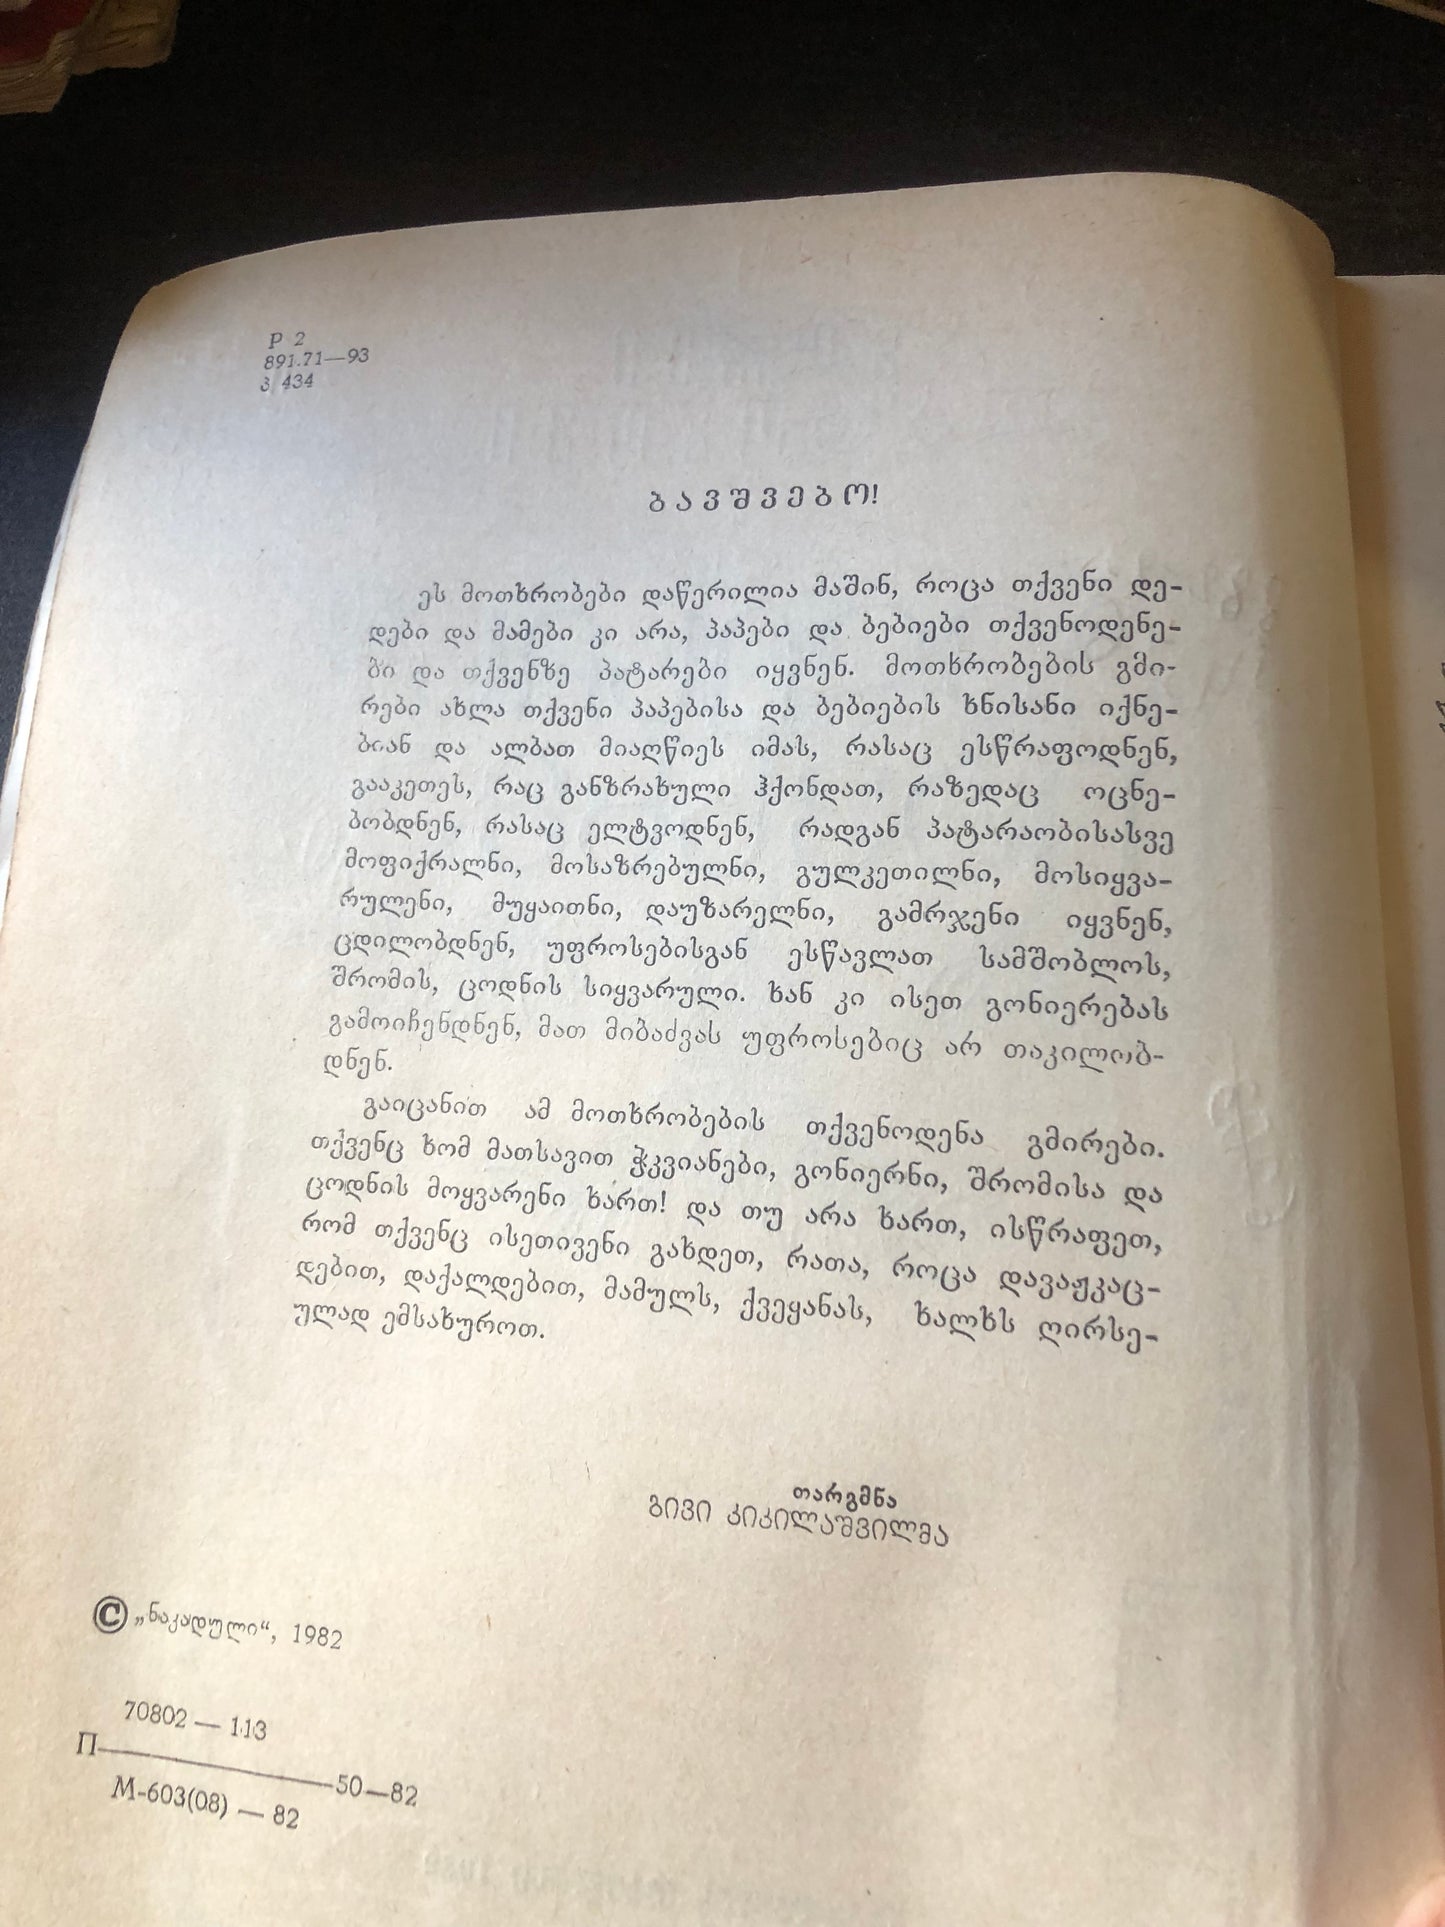 Р 2
891.71—93
პ 434
ბავშვებო!
ეს მოთხრობები დაწერილია მაშინ, როცა თქვენი დე-
დები და მამები კი არა, პაპები და ბებიები თქვენოდენე-
ბი და თქვენზე პატარები იყვნენ. მოთხრობების გმი-
რები ახლა თქვენი პაპებისა და ბებიების ხნისანი იქნე-
ბიან და ალბათ მიაღწიეს იმას, რასაც ესწრაფოდნენ,
გააკეთეს, რაც განზრახული ჰქონდათ, რაზედაც ოცნე-
ბობდნენ, რასაც ელტვოდნენ, რადგან პატარაობისასვე
მოფიქრალნი, მოსაზრებულნი, გულკეთილნი, მოსიყვა-
რულენი, მუყაითნი, დაუზარელნი, გამრჯენი იყვნენ,
ცდილობდნენ, უფროსებისგან ესწავლათ სამშობლოს,
შრომის, ცოდნის სიყვარული. ხან კი ისეთ გონიერებას
გამოიჩენდნენ, მათ მიბაძვას უფროსებიც არ თაკილობ-
დნენ.
გაიცანით ამ მოთხრობების თქვენოდენა გმირები.
თქვენც ხომ მათსავით ჭკვიანები, გონიერნი, შრომისა და
ცოდნის მოყვარენი ხართ! და თუ არა ხართ, ისწრაფეთ,
რომ თქვენც ისეთივენი გახდეთ, რათა, როცა დავაჟკაც-
დებით, დაქალდებით, მამულს, ქვეყანას, ხალხს ღირსე-
ულად ემსახუროთ.
თარგმნა
გივი კიკილაშვილმა
© „ნაკადული“, 1982
70802 — 113
П—50—82
М-603(08) — 82